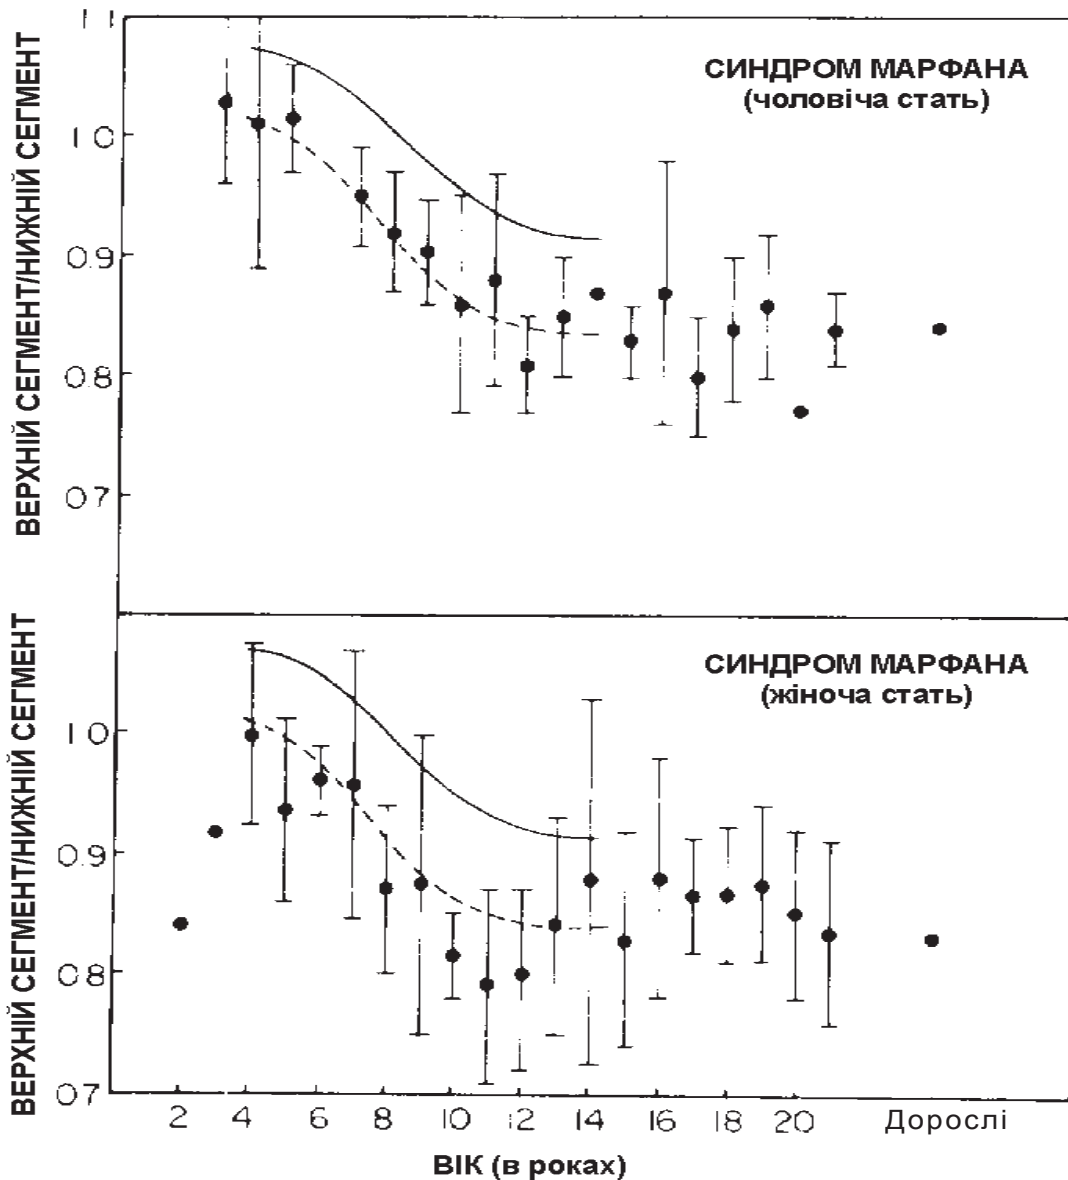 1.1
СИНДРОМ МАРФАНА
(чоловіча стать)
ВЕРХНІЙ СЕГМЕНТ/НИЖНІЙ СЕГМЕНТ
1.0
0.9
0.8
0.7
СИНДРОМ МАРФАНА
(жіноча стать)
ВЕРХНІЙ СЕГМЕНТ/НИЖНІЙ СЕГМЕНТ
1.0
0.9
0.8
0.7
2 4 6 8 10 12 14 16 18 20 Дорослі
ВІК (в роках)